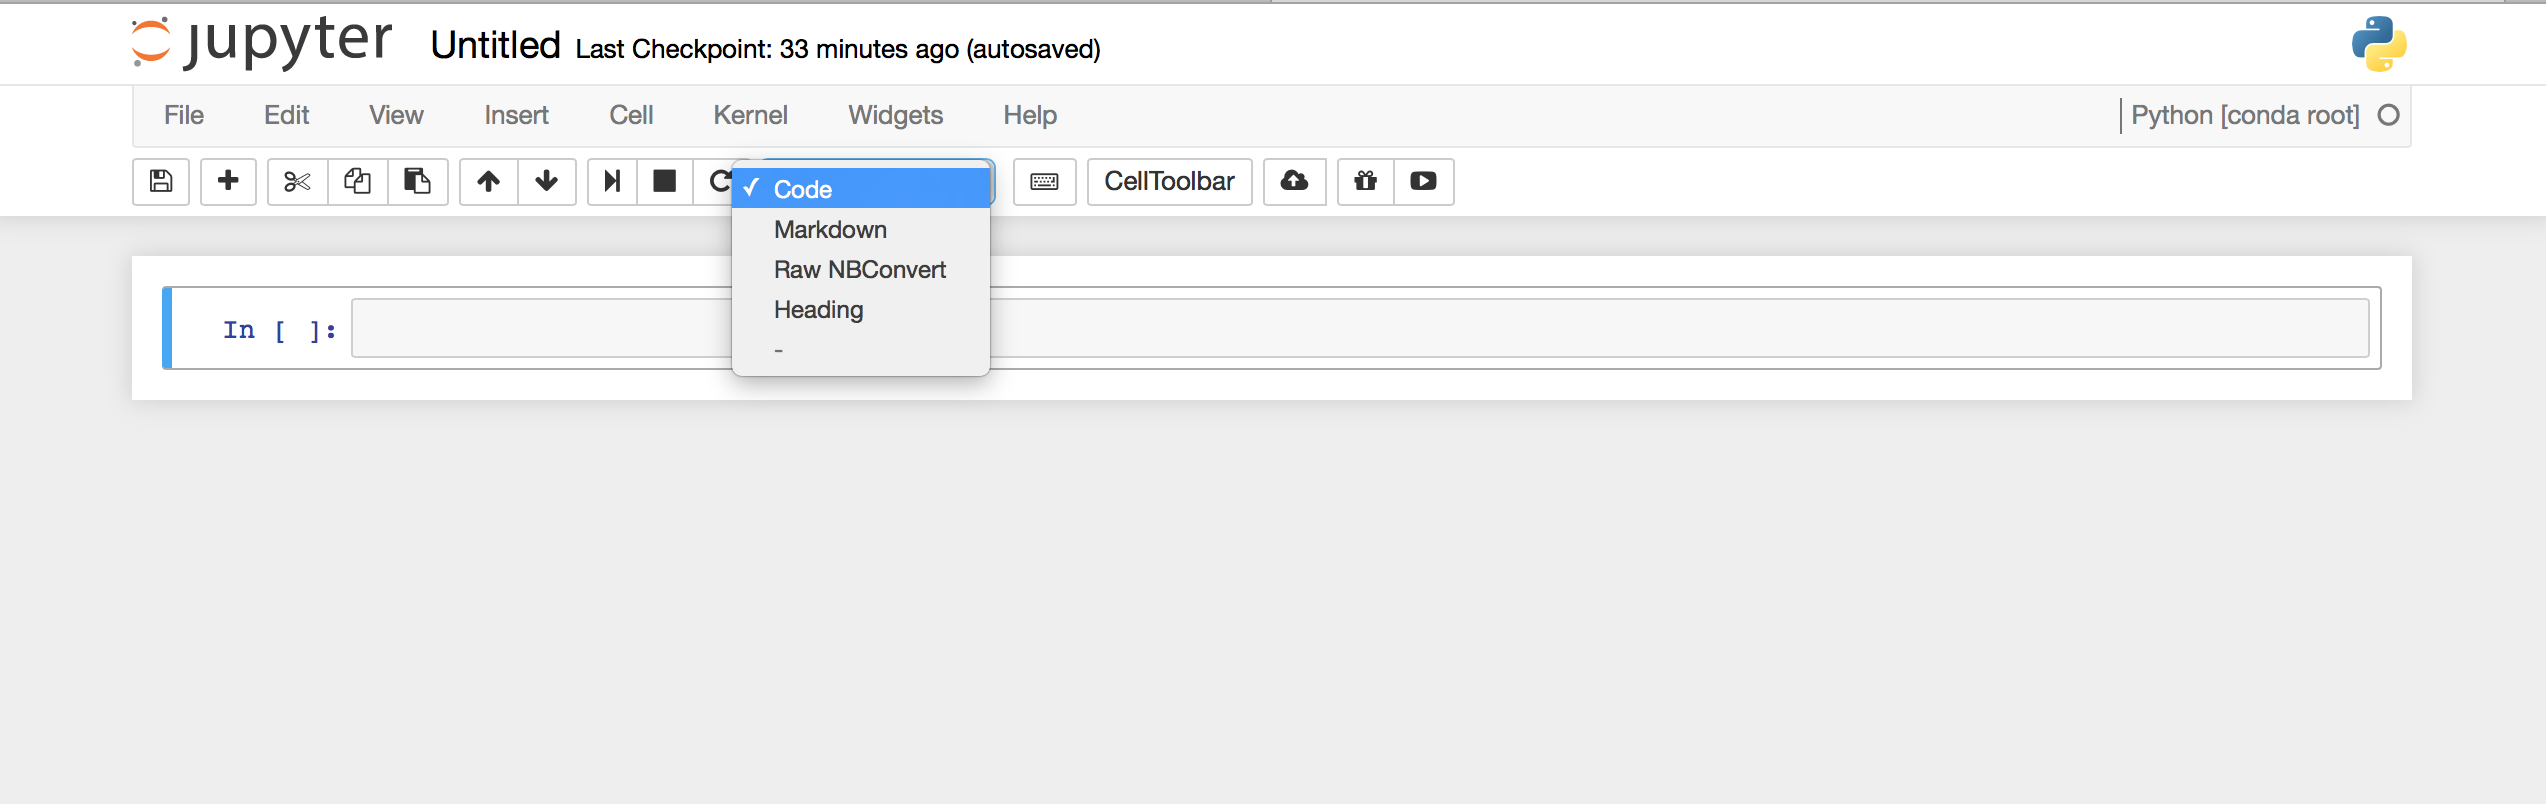 jupyter Untitled Last Checkpoint: 33 minutes ago (autosaved)
File Edit View Insert Cell Kernel Widgets Help Python [conda root]
CellToolbar
✓ Code
Markdown
Raw NBConvert
Heading
-
In [ ]: